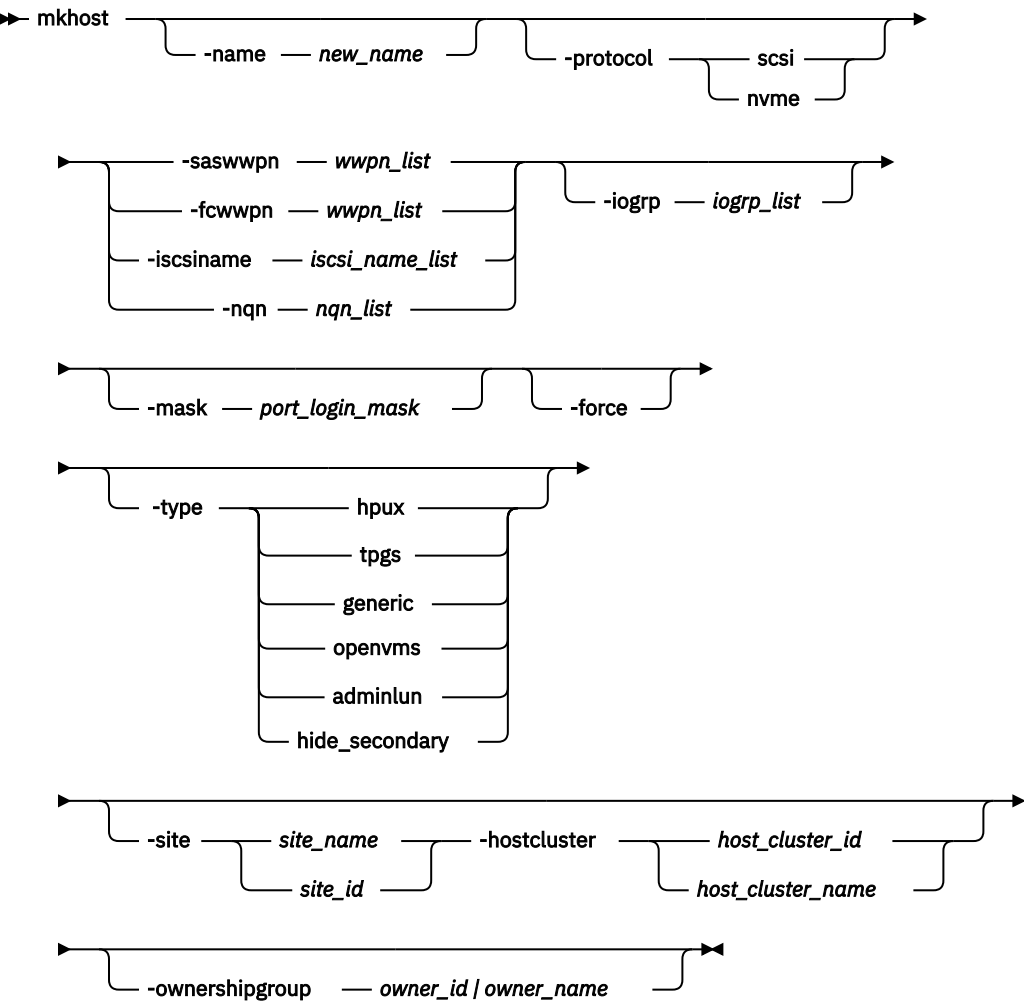 mkhost
-name new_name
-protocol scsi
nvme
-saswwpn wwpn_list
-fcwwpn wwpn_list
-iscsiname iscsi_name_list
-nqn nqn_list
-iogrp iogrp_list
-mask port_login_mask
-force
-type hpux
tpgs
generic
openvms
adminlun
hide_secondary
-site site_name -hostcluster host_cluster_id
site_id host_cluster_name
-ownershipgroup owner_id | owner_name